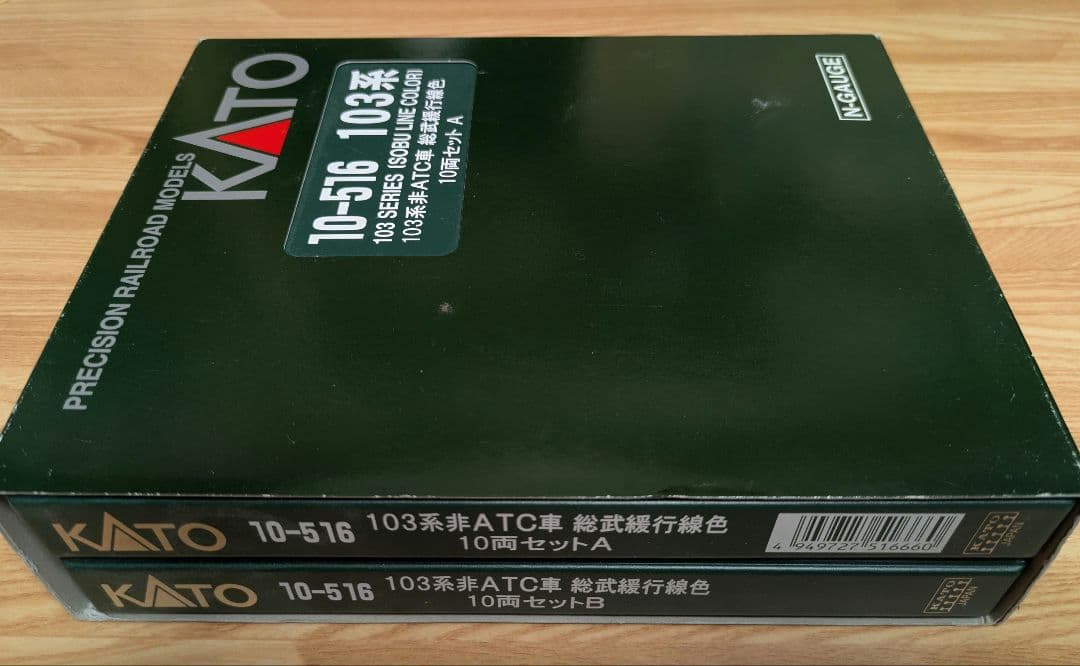 KATO
PRECISION RAILROAD MODELS
10-516 103系
103 SERIES (SOBU LINE COLOR)
103系非ATC車 総武緩行線色
10両セット A
N-GAUGE
KATO 10-516 103系非ATC車 総武緩行線色
10両セットA
4 949727 516660
KATO
JAPAN
KATO 10-516 103系非ATC車 総武緩行線色
10両セットB
KATO
JAPAN